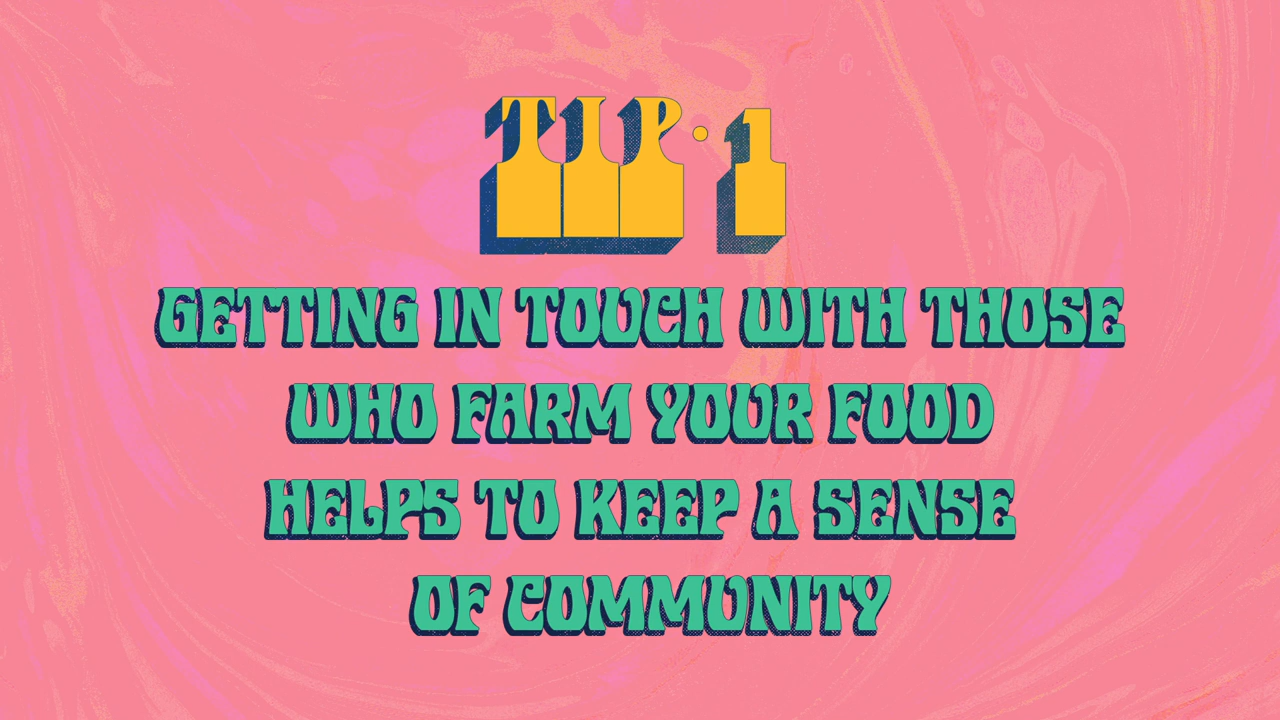 TIP · 1
GETTING IN TOUCH WITH THOSE
WHO FARM YOUR FOOD
HELPS TO KEEP A SENSE
OF COMMUNITY